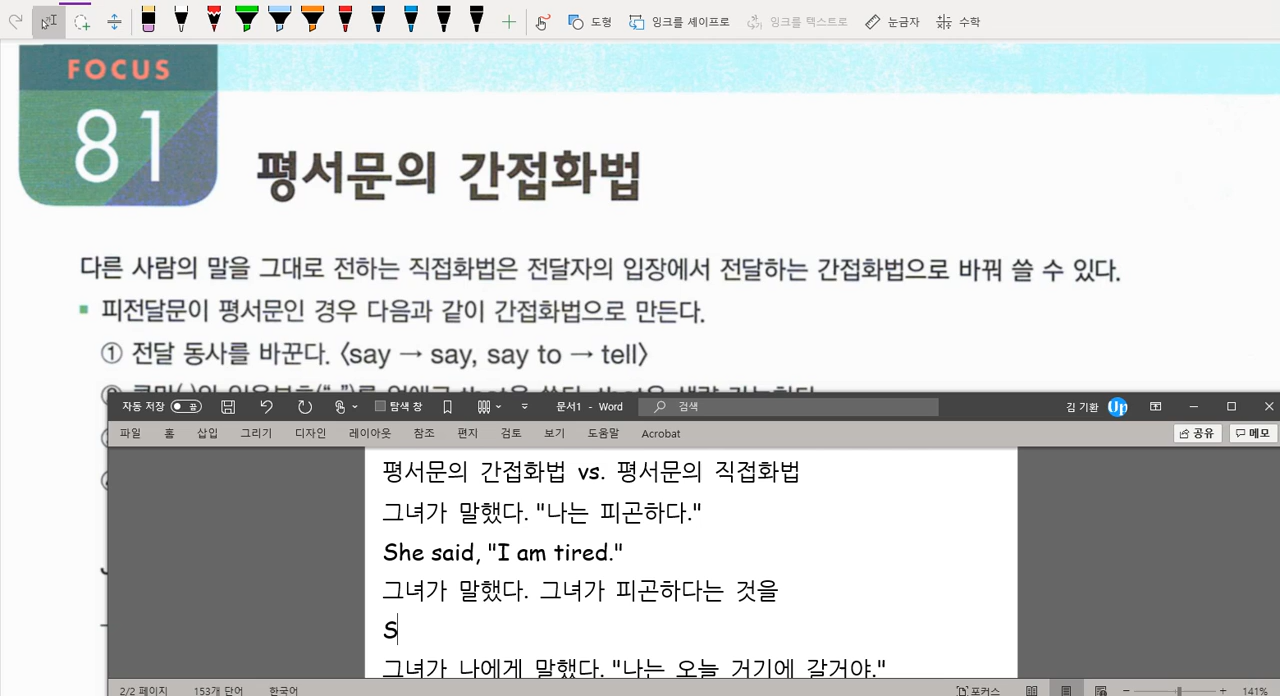 도형 잉크를 셰이프로 잉크를 텍스트로 눈금자 수학
FOCUS
81
평서문의 간접화법
다른 사람의 말을 그대로 전하는 직접화법은 전달자의 입장에서 전달하는 간접화법으로 바꿔 쓸 수 있다.
피전달문이 평서문인 경우 다음과 같이 간접화법으로 만든다.
① 전달 동사를 바꾼다. 〈say → say, say to → tell〉
자동 저장 끔 탐색 창 문서1 - Word 검색 김 기환 Up
파일 홈 삽입 그리기 디자인 레이아웃 참조 편지 검토 보기 도움말 Acrobat 공유 메모
평서문의 간접화법 vs. 평서문의 직접화법
그녀가 말했다. "나는 피곤하다."
She said, "I am tired."
그녀가 말했다. 그녀가 피곤하다는 것을
S
그녀가 나에게 말했다. "나는 오늘 거기에 갈거야."
2/2 페이지 153개 단어 한국어 포커스 141%